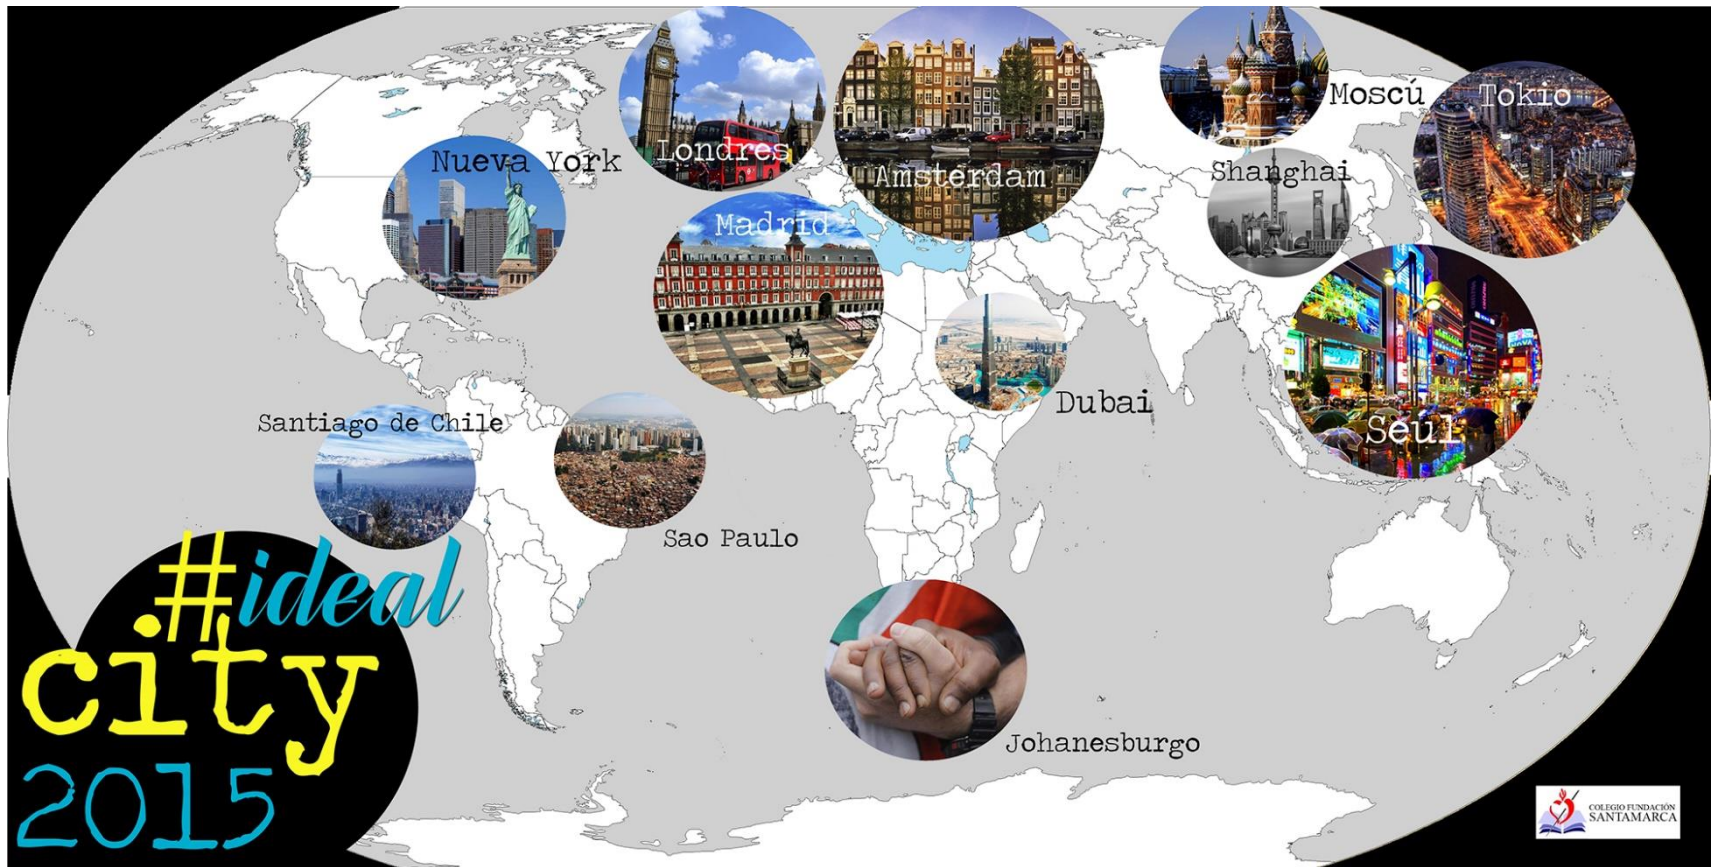 Moscú
Tokio
Nueva York
Londres
Amsterdam
Shanghai
Madrid
Dubai
Santiago de Chile
Seúl
Sao Paulo
#ideal
city
2015
Johanesburgo
COLEGIO FUNDACIÓN
SANTAMARCA